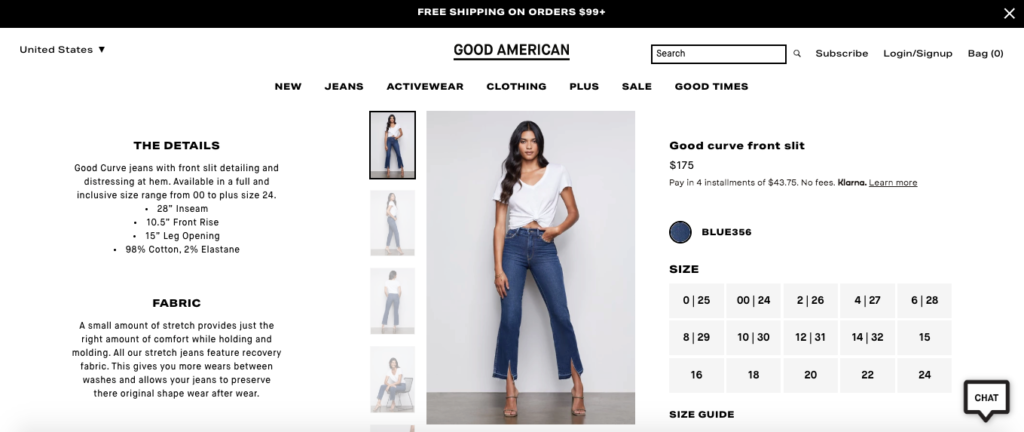 FREE SHIPPING ON ORDERS $99+
United States ▼
GOOD AMERICAN
Search
Subscribe
Login/Signup
Bag (0)
NEW JEANS ACTIVEWEAR CLOTHING PLUS SALE GOOD TIMES
THE DETAILS
Good Curve jeans with front slit detailing and
distressing at hem. Available in a full and
inclusive size range from 00 to plus size 24.
• 28" Inseam
• 10.5" Front Rise
• 15" Leg Opening
• 98% Cotton, 2% Elastane
FABRIC
A small amount of stretch provides just the
right amount of comfort while holding and
molding. All our stretch jeans feature recovery
fabric. This gives you more wears between
washes and allows your jeans to preserve
there original shape wear after wear.
Good curve front slit
$175
Pay in 4 installments of $43.75. No fees. Klarna. Learn more
BLUE356
SIZE
0 | 25 00 | 24 2 | 26 4 | 27 6 | 28
8 | 29 10 | 30 12 | 31 14 | 32 15
16 18 20 22 24
SIZE GUIDE
CHAT